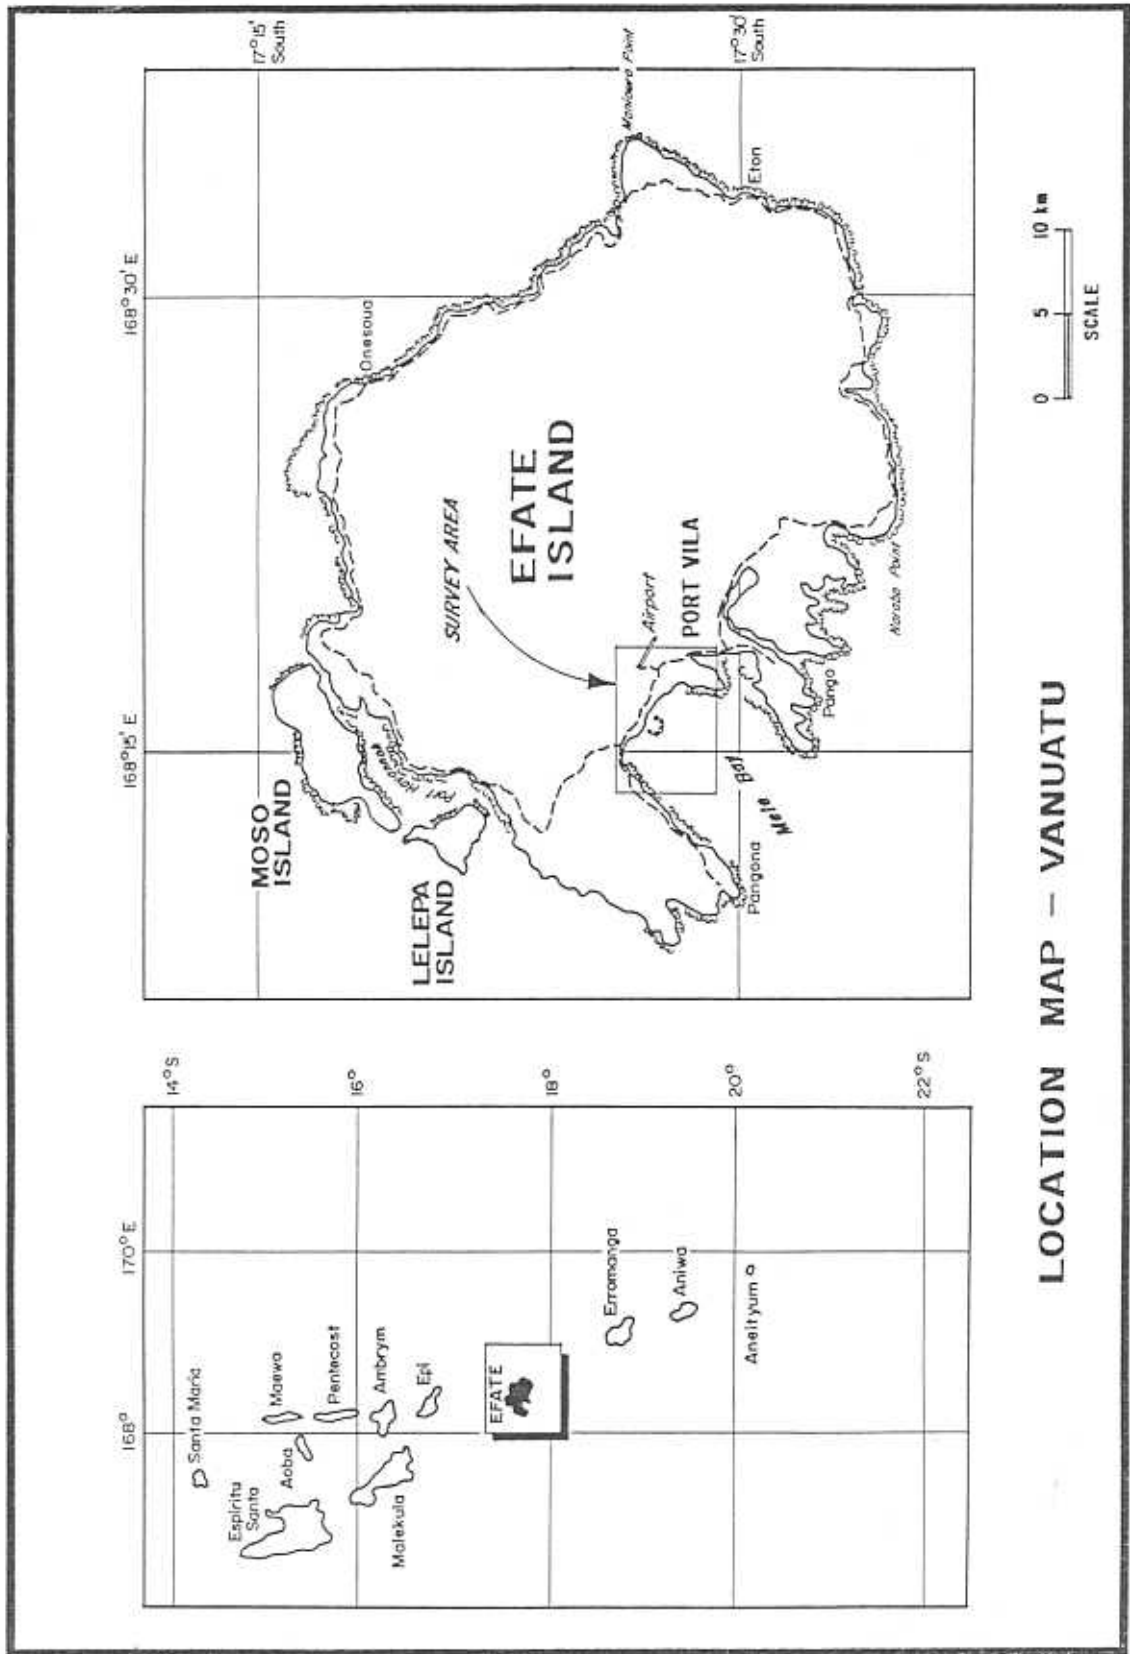 14°S
16°
18°
20°
22°S
168°
170°E
Santa Maria
Espiritu
Santo
Aoba
Maewo
Pentecost
Ambrym
Epi
Malekula
EFATE
Erromanga
Aniwa
Aneityum
168°15' E
168°30' E
17°15'
South
17°30'
South
MOSO
ISLAND
LELEPA
ISLAND
Onesoua
SURVEY AREA
EFATE
ISLAND
Airport
PORT VILA
Eton
Mele Bay
Pangona
Pango
0 5 10 km
SCALE
LOCATION MAP – VANUATU